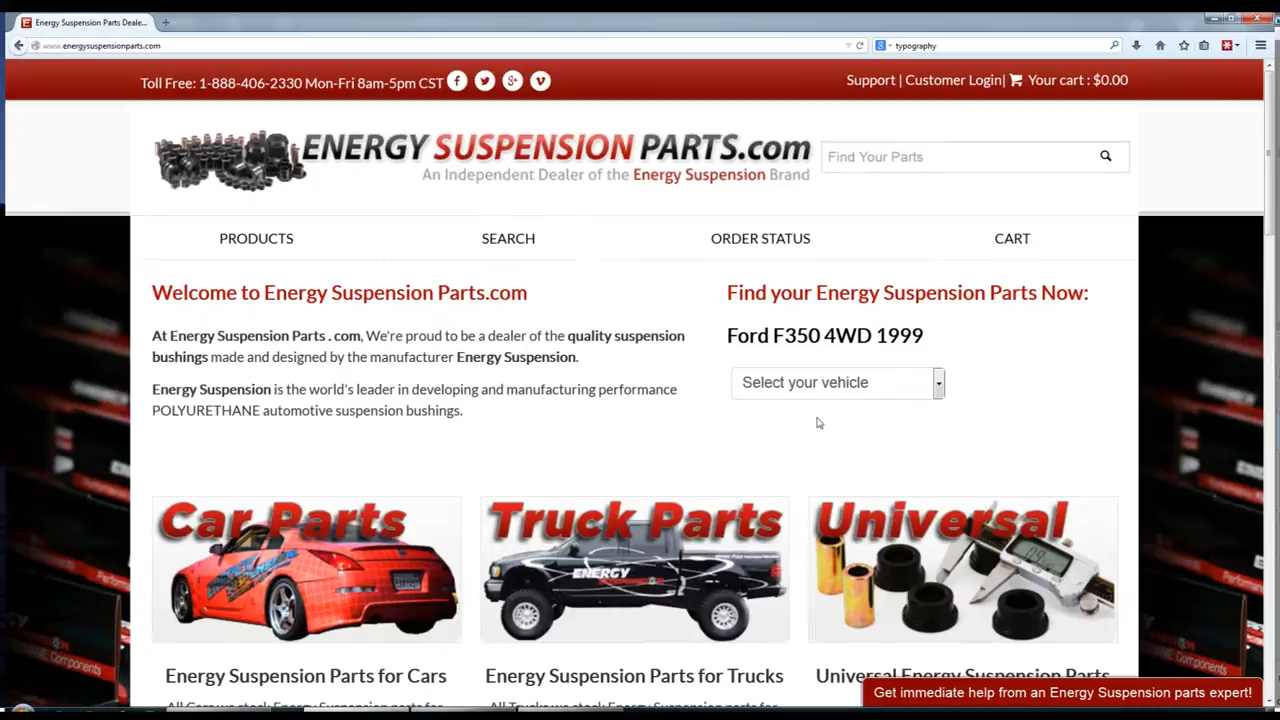 Energy Suspension Parts Deale...
www.energysuspensionparts.com
typography
Toll Free: 1-888-406-2330 Mon-Fri 8am-5pm CST
Support | Customer Login| Your cart : $0.00
ENERGY SUSPENSION PARTS.com
An Independent Dealer of the Energy Suspension Brand
Find Your Parts
PRODUCTS
SEARCH
ORDER STATUS
CART
Welcome to Energy Suspension Parts.com
At Energy Suspension Parts . com, We're proud to be a dealer of the quality suspension
bushings made and designed by the manufacturer Energy Suspension.
Energy Suspension is the world's leader in developing and manufacturing performance
POLYURETHANE automotive suspension bushings.
Find your Energy Suspension Parts Now:
Ford F350 4WD 1999
Select your vehicle
Car Parts
Truck Parts
Universal
ENERGY
Energy Suspension Parts for Cars
Energy Suspension Parts for Trucks
Universal Energy Suspension Parts
Get immediate help from an Energy Suspension parts expert!